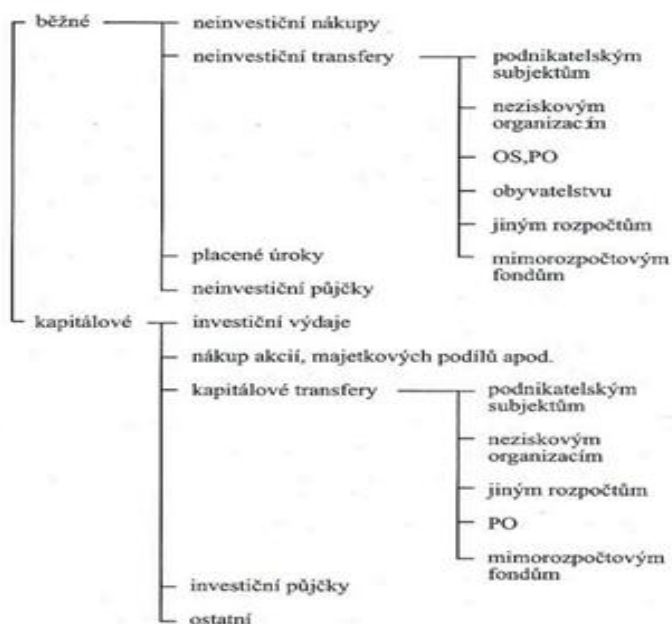 běžné
neinvestiční nákupy
neinvestiční transfery
podnikatelským
subjektům
neziskovým
organizacím
OS,PO
obyvatelstvu
jiným rozpočtům
mimorozpočtovým
fondům
placené úroky
neinvestiční půjčky
kapitálové
investiční výdaje
nákup akcií, majetkových podílů apod.
kapitálové transfery
podnikatelským
subjektům
neziskovým
organizacím
jiným rozpočtům
PO
mimorozpočtovým
fondům
investiční půjčky
ostatní